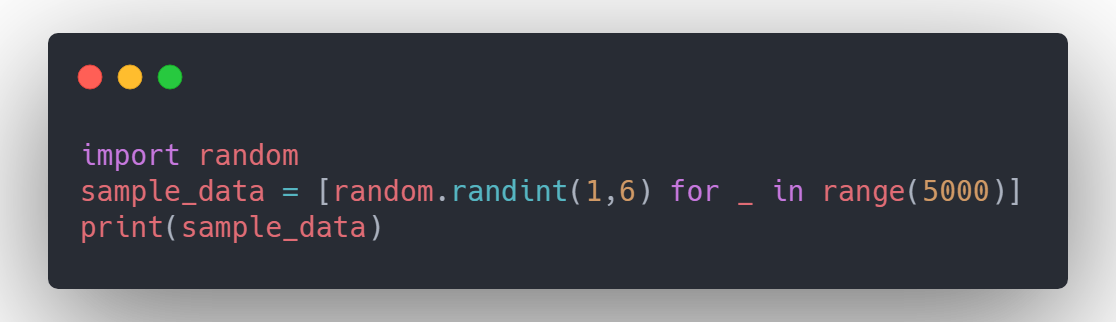 import random
sample_data = [random.randint(1,6) for _ in range(5000)]
print(sample_data)